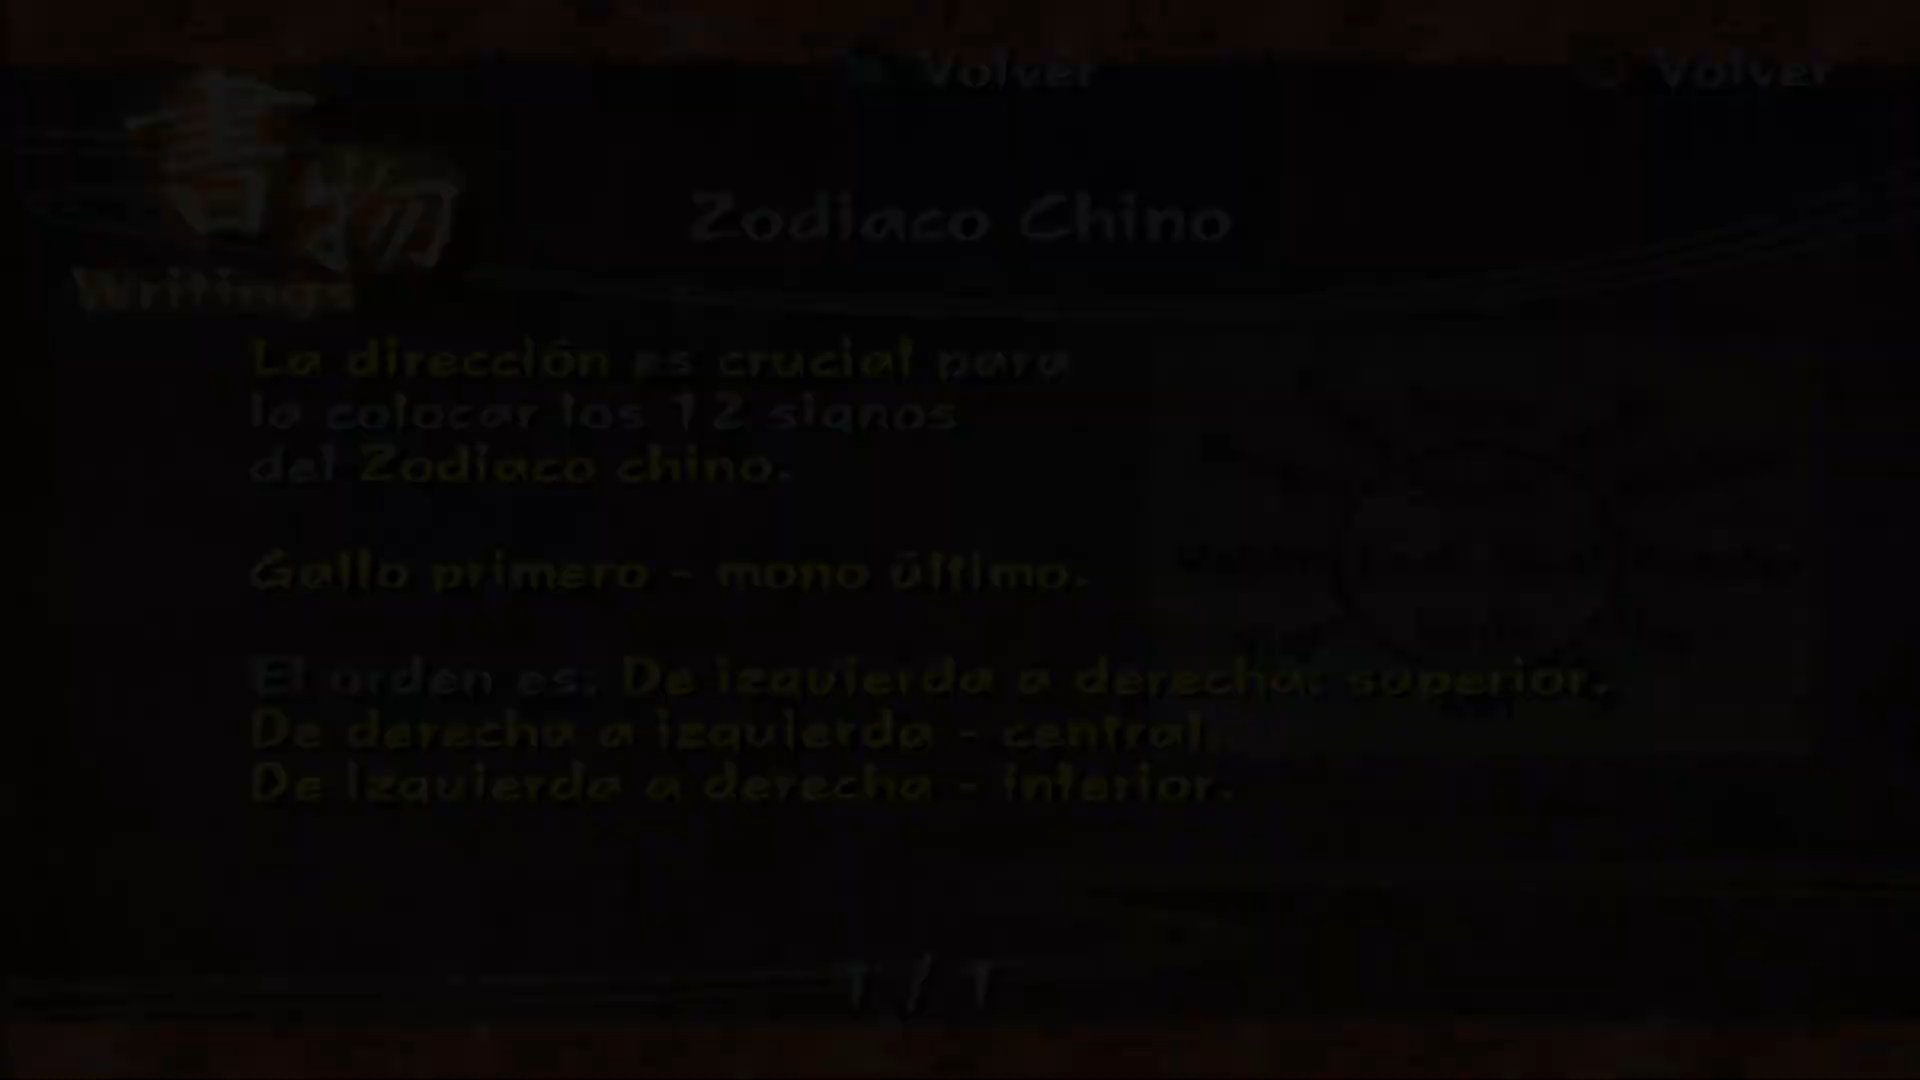 Volver
Volver
書物
Writings
Zodiaco Chino
La dirección es crucial para
la colocar los 12 signos
del Zodiaco chino.
Gallo primero - mono último.
El orden es: De izquierda a derecha: superior.
De derecha a izquierda - central.
De izquierda a derecha - inferior.
1 / 1